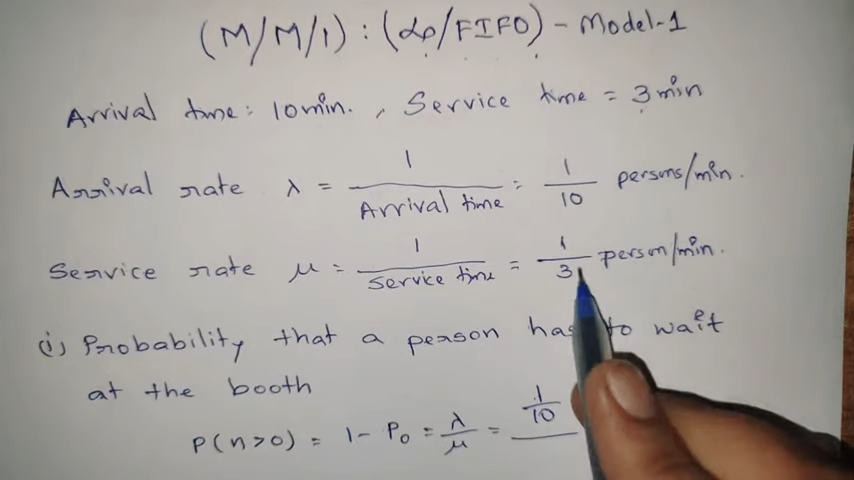 (M/M/1) : (∞/FIFO) - Model-1
Arrival time: 10min. , Service time = 3min
Arrival rate λ = 1/Arrival time = 1/10 persons/min.
Service rate μ = 1/Service time = 1/3 person/min.
(i) Probability that a person has to wait
at the booth
P(n>0) = 1 - P₀ = λ/μ = 1/10